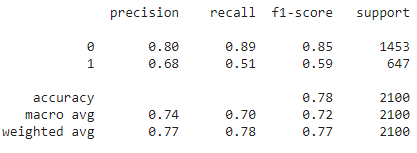 precision recall f1-score support
0 0.80 0.89 0.85 1453
1 0.68 0.51 0.59 647
accuracy 0.78 2100
macro avg 0.74 0.70 0.72 2100
weighted avg 0.77 0.78 0.77 2100